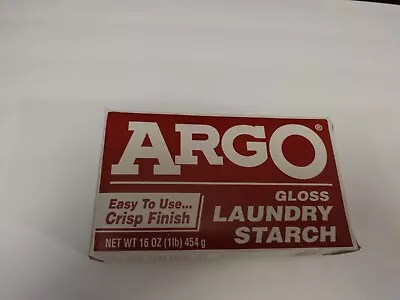 ARGO®
Easy To Use...
Crisp Finish
GLOSS
LAUNDRY
STARCH
NET WT 16 OZ (1lb) 454 g